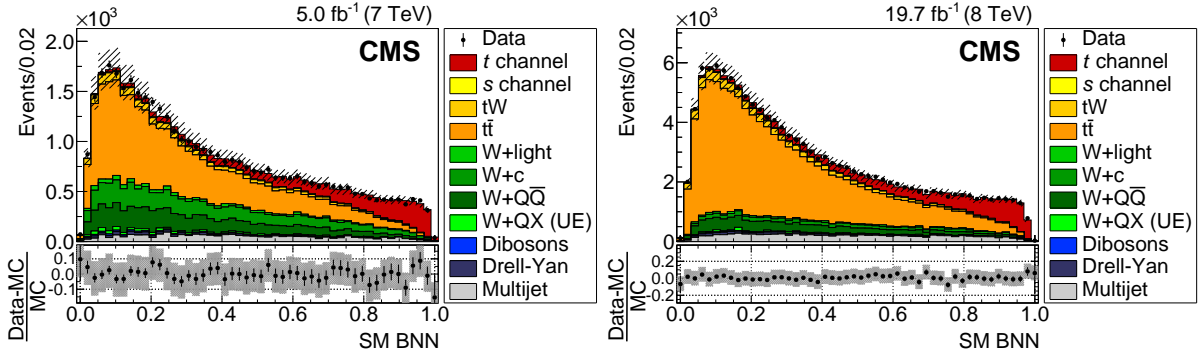 ×10³ 5.0 fb⁻¹ (7 TeV)
Events/0.02
2.0
1.5
1.0
0.5
0
CMS
Data
t channel
s channel
tW
tt̄
W+light
W+c
W+QQ̄
W+QX (UE)
Dibosons
Drell-Yan
Multijet
Data-MC
MC
0.1
0.0
-0.1
0.0 0.2 0.4 0.6 0.8 1.0
SM BNN
×10³ 19.7 fb⁻¹ (8 TeV)
Events/0.02
6
4
2
0
CMS
Data
t channel
s channel
tW
tt̄
W+light
W+c
W+QQ̄
W+QX (UE)
Dibosons
Drell-Yan
Multijet
Data-MC
MC
0.2
0.0
-0.2
0.0 0.2 0.4 0.6 0.8 1.0
SM BNN